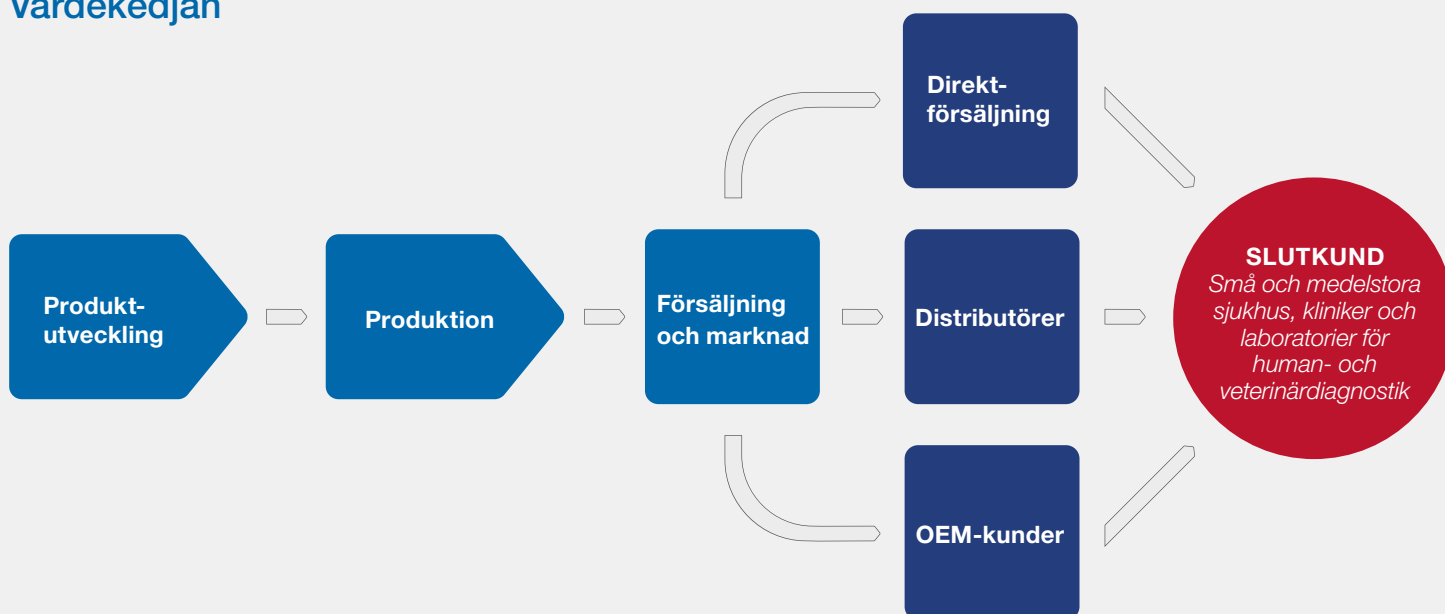 Värdekedjan
Direkt-
försäljning
Produkt-
utveckling
Produktion
Försäljning
och marknad
Distributörer
OEM-kunder
SLUTKUND
Små och medelstora
sjukhus, kliniker och
laboratorier för
human- och
veterinärdiagnostik